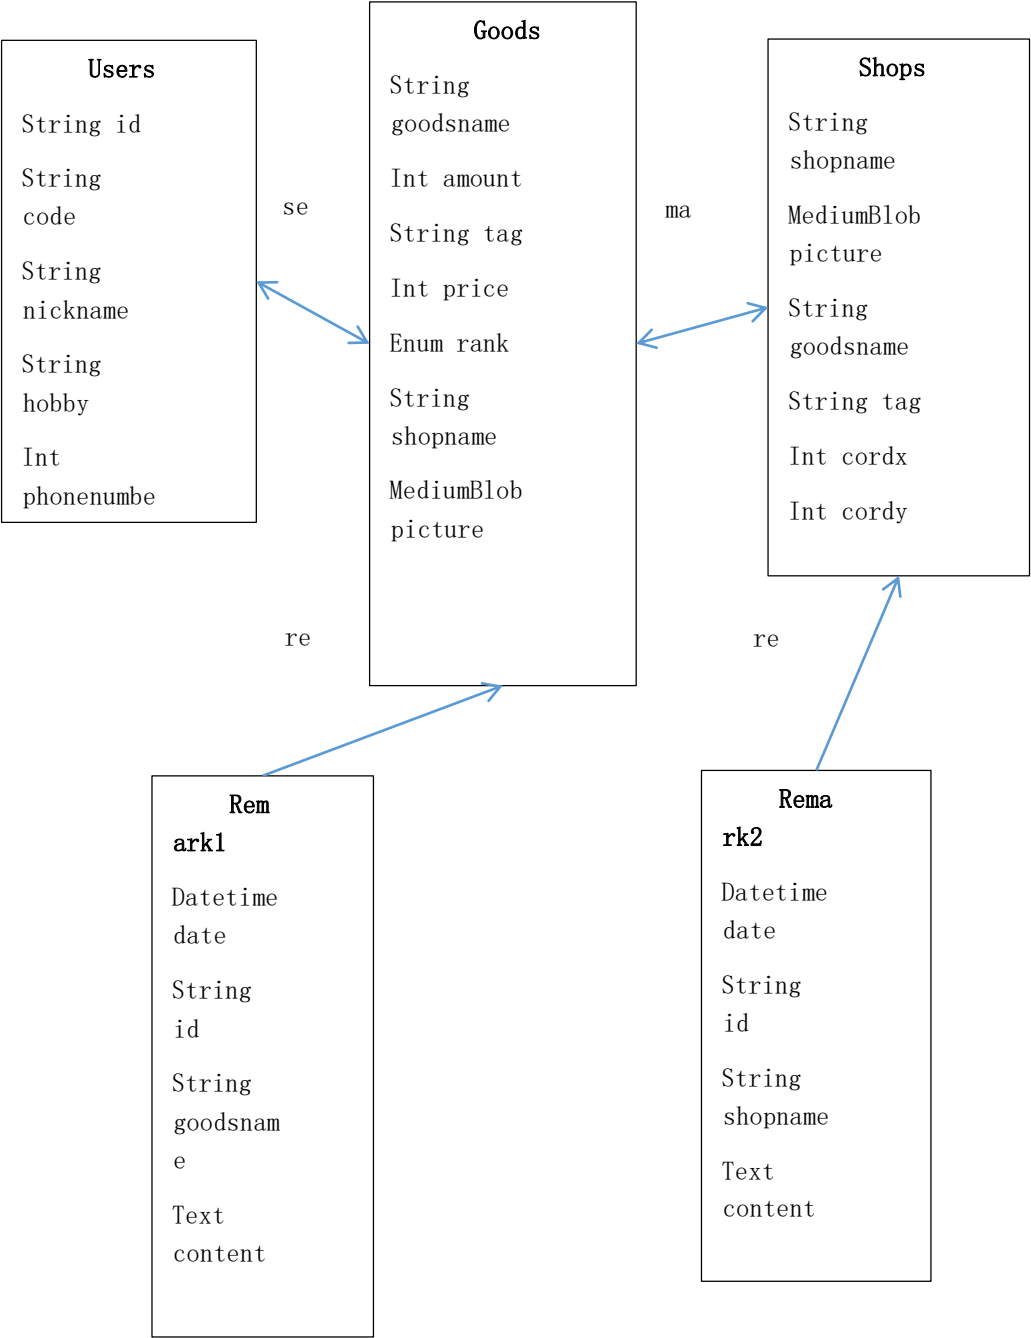 Users
String id
String
code
String
nickname
String
hobby
Int
phonenumbe
se
Goods
String
goodsname
Int amount
String tag
Int price
Enum rank
String
shopname
MediumBlob
picture
ma
Shops
String
shopname
MediumBlob
picture
String
goodsname
String tag
Int cordx
Int cordy
re
re
Rem
ark1
Datetime
date
String
id
String
goodsnam
e
Text
content
Rema
rk2
Datetime
date
String
id
String
shopname
Text
content